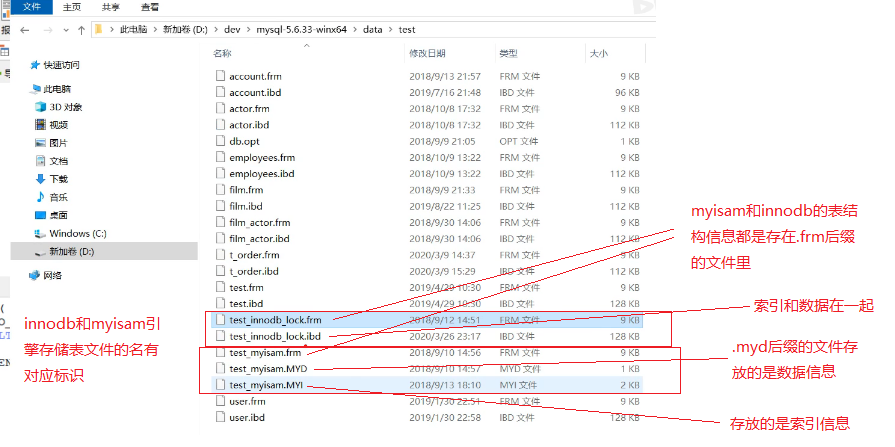 文件 主页 共享 查看
此电脑 > 新加卷 (D:) > dev > mysql-5.6.33-winx64 > data > test
名称 修改日期 类型 大小
快速访问
此电脑
3D 对象
视频
图片
文档
下载
音乐
桌面
Windows (C:)
新加卷 (D:)
网络
account.frm 2018/9/13 21:57 FRM 文件 9 KB
account.ibd 2019/7/16 21:48 IBD 文件 96 KB
actor.frm 2018/10/8 17:32 FRM 文件 9 KB
actor.ibd 2018/10/8 17:32 IBD 文件 112 KB
db.opt 2018/9/9 21:05 OPT 文件 1 KB
employees.frm 2018/10/9 13:22 FRM 文件 9 KB
employees.ibd 2018/10/9 13:22 IBD 文件 112 KB
film.frm 2018/9/9 21:33 FRM 文件 9 KB
film.ibd 2019/8/22 11:25 IBD 文件 112 KB
film_actor.frm 2018/9/30 14:06 FRM 文件 9 KB
film_actor.ibd 2018/9/30 14:06 IBD 文件 112 KB
t_order.frm 2020/3/9 14:37 FRM 文件 9 KB
t_order.ibd 2020/3/9 15:29 IBD 文件 112 KB
test.frm 2019/4/29 10:30 FRM 文件 9 KB
test.ibd 2019/4/29 10:30 IBD 文件 128 KB
test_innodb_lock.frm 2018/9/12 14:51 FRM 文件 9 KB
test_innodb_lock.ibd 2020/3/26 23:17 IBD 文件 128 KB
test_myisam.frm 2018/9/10 14:56 FRM 文件 9 KB
test_myisam.MYD 2018/9/10 14:57 MYD 文件 1 KB
test_myisam.MYI 2018/9/13 18:10 MYI 文件 2 KB
user.frm 2019/1/30 22:51 FRM 文件 9 KB
user.ibd 2019/1/30 22:58 IBD 文件 128 KB
innodb和myisam引
擎存储表文件的名有
对应标识
myisam和innodb的表结
构信息都是存在.frm后缀
的文件里
索引和数据在一起
.myd后缀的文件存
放的是数据信息
存放的是索引信息